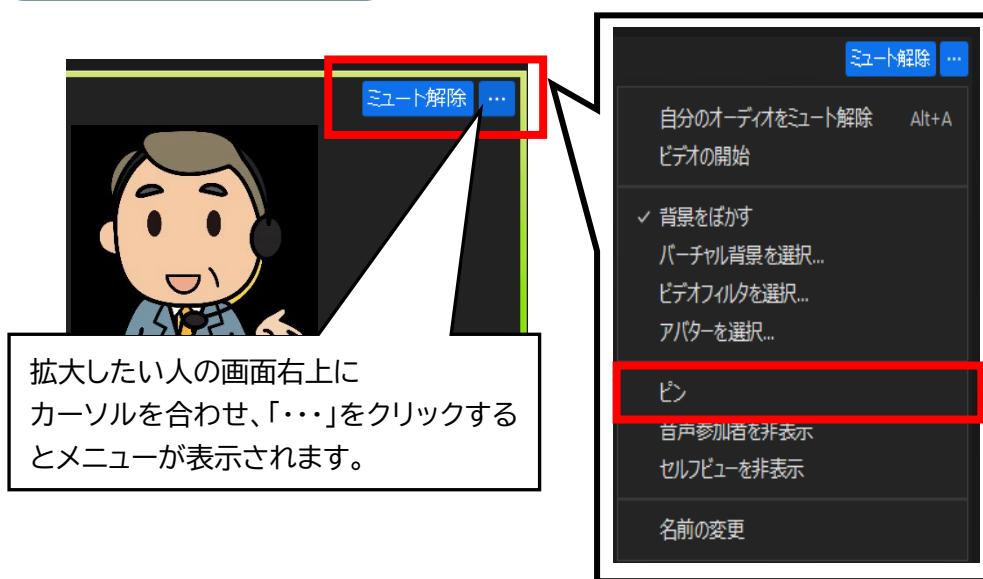 ミュート解除 …
拡大したい人の画面右上に
カーソルを合わせ、「・・・」をクリックする
とメニューが表示されます。
ミュート解除 …
自分のオーディオをミュート解除 Alt+A
ビデオの開始
✓ 背景をぼかす
バーチャル背景を選択...
ビデオフィルタを選択...
アバターを選択...
ピン
音声参加者を非表示
セルフビューを非表示
名前の変更